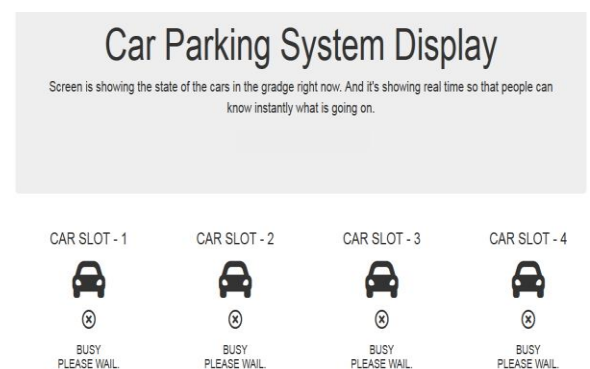 Car Parking System Display
Screen is showing the state of the cars in the gradge right now. And it's showing real time so that people can
know instantly what is going on.
CAR SLOT - 1
CAR SLOT - 2
CAR SLOT - 3
CAR SLOT - 4
BUSY
PLEASE WAIL.
BUSY
PLEASE WAIL.
BUSY
PLEASE WAIL.
BUSY
PLEASE WAIL.